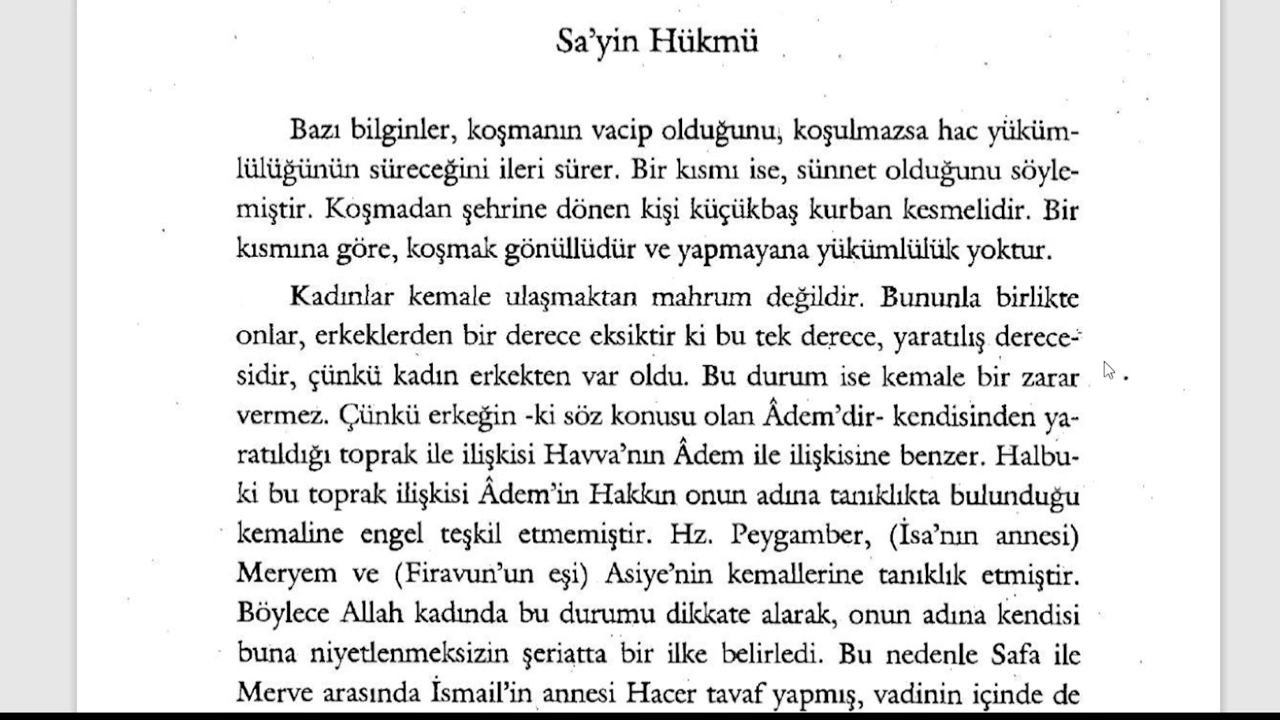 Sa'yin Hükmü
Bazı bilginler, koşmanın vacip olduğunu, koşulmazsa hac yüküm-
lülüğünün süreceğini ileri sürer. Bir kısmı ise, sünnet olduğunu söyle-
miştir. Koşmadan şehrine dönen kişi küçükbaş kurban kesmelidir. Bir
kısmına göre, koşmak gönüllüdür ve yapmayana yükümlülük yoktur.
Kadınlar kemale ulaşmaktan mahrum değildir. Bununla birlikte
onlar, erkeklerden bir derece eksiktir ki bu tek derece, yaratılış derece-
sidir, çünkü kadın erkekten var oldu. Bu durum ise kemale bir zarar
vermez. Çünkü erkeğin -ki söz konusu olan Âdem'dir- kendisinden ya-
ratıldığı toprak ile ilişkisi Havva'nın Âdem ile ilişkisine benzer. Halbu-
ki bu toprak ilişkisi Âdem'in Hakkın onun adına tanıklıkta bulunduğu
kemaline engel teşkil etmemiştir. Hz. Peygamber, (İsa'nın annesi)
Meryem ve (Firavun'un eşi) Asiye'nin kemallerine tanıklık etmiştir.
Böylece Allah kadında bu durumu dikkate alarak, onun adına kendisi
buna niyetlenmeksizin şeriatta bir ilke belirledi. Bu nedenle Safa ile
Merve arasında İsmail'in annesi Hacer tavaf yapmış, vadinin içinde de